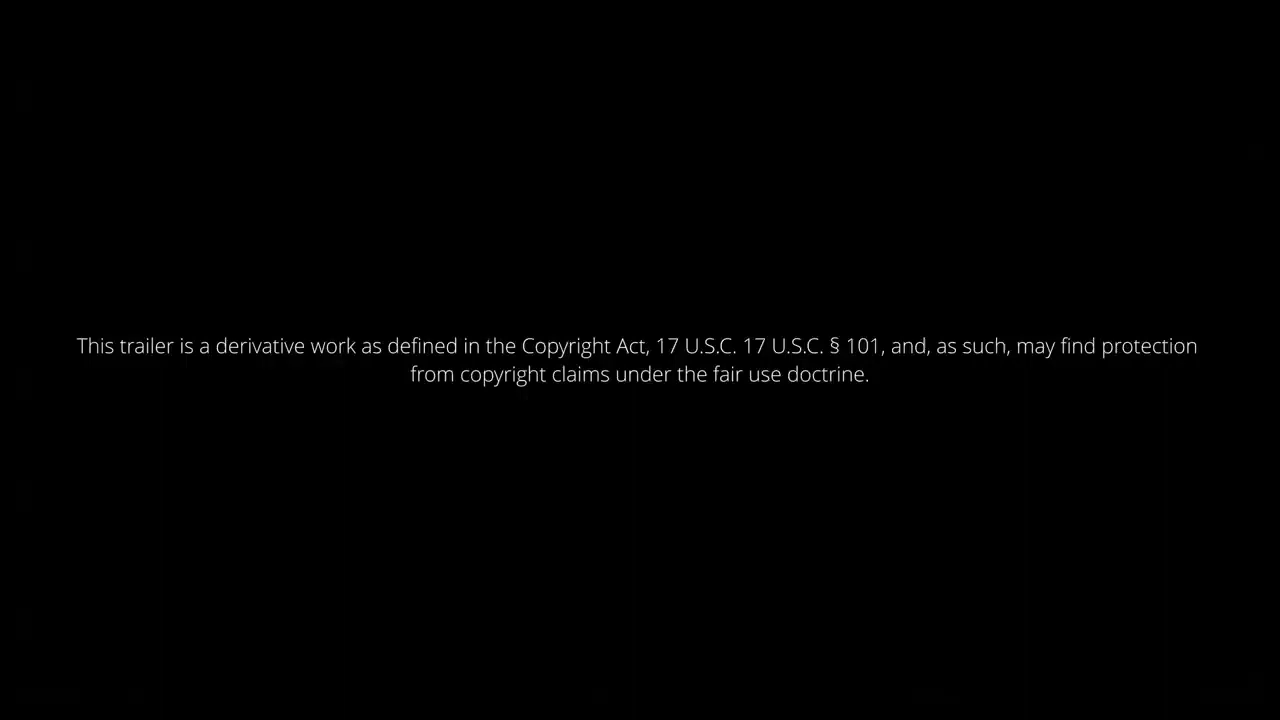 This trailer is a derivative work as defined in the Copyright Act, 17 U.S.C. 17 U.S.C. § 101, and, as such, may find protection
from copyright claims under the fair use doctrine.